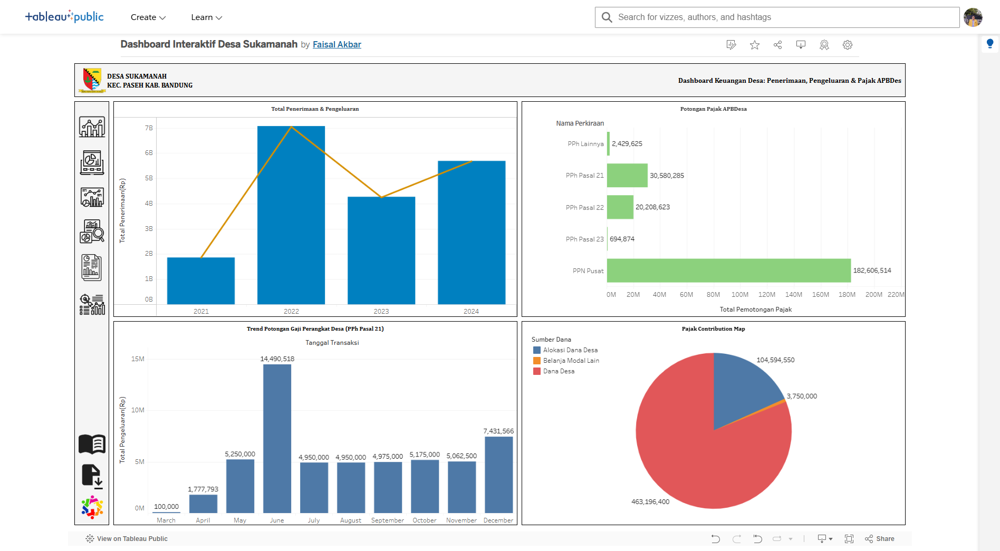 tableau public
Create
Learn
Search for vizzes, authors, and hashtags
Dashboard Interaktif Desa Sukamanah by Faisal Akbar
DESA SUKAMANAH
KEC. PASEH KAB. BANDUNG
Dashboard Keuangan Desa: Penerimaan, Pengeluaran & Pajak APBDes
Total Penerimaan & Pengeluaran
Total Penerimaan(Rp)
7B
6B
5B
4B
3B
2B
1B
0B
2021 2022 2023 2024
Potongan Pajak APBDesa
Nama Perkiraan
PPh Lainnya 2,429,625
PPh Pasal 21 30,580,285
PPh Pasal 22 20,208,623
PPh Pasal 23 694,874
PPN Pusat 182,606,514
0M 20M 40M 60M 80M 100M 120M 140M 160M 180M 200M 220M
Total Pemotongan Pajak
Trend Potongan Gaji Perangkat Desa (PPh Pasal 21)
Tanggal Transaksi
Total Pengeluaran(Rp)
15M
10M
5M
0M
100,000
1,777,793
5,250,000
14,490,518
4,950,000
4,950,000
4,975,000
5,175,000
5,062,500
7,431,566
March April May June July August September October November December
Pajak Contribution Map
Sumber Dana
Alokasi Dana Desa
Belanja Modal Lain
Dana Desa
104,594,550
3,750,000
463,196,400
View on Tableau Public
Share